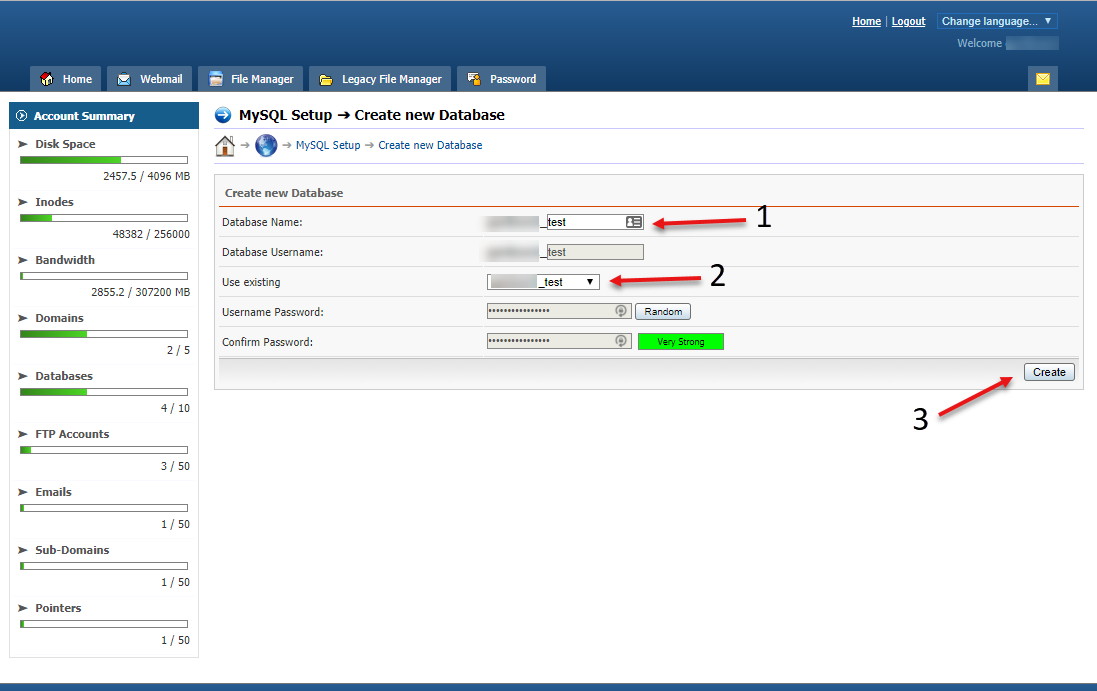 Home | Logout Change language... ▼
Welcome
Home Webmail File Manager Legacy File Manager Password
Account Summary
Disk Space
2457.5 / 4096 MB
Inodes
48382 / 256000
Bandwidth
2855.2 / 307200 MB
Domains
2 / 5
Databases
4 / 10
FTP Accounts
3 / 50
Emails
1 / 50
Sub-Domains
1 / 50
Pointers
1 / 50
MySQL Setup → Create new Database
→ → MySQL Setup → Create new Database
Create new Database
Database Name: _test 1
Database Username: _test
Use existing _test ▼ 2
Username Password: •••••••••••••••• Random
Confirm Password: •••••••••••••••• Very Strong
Create
3